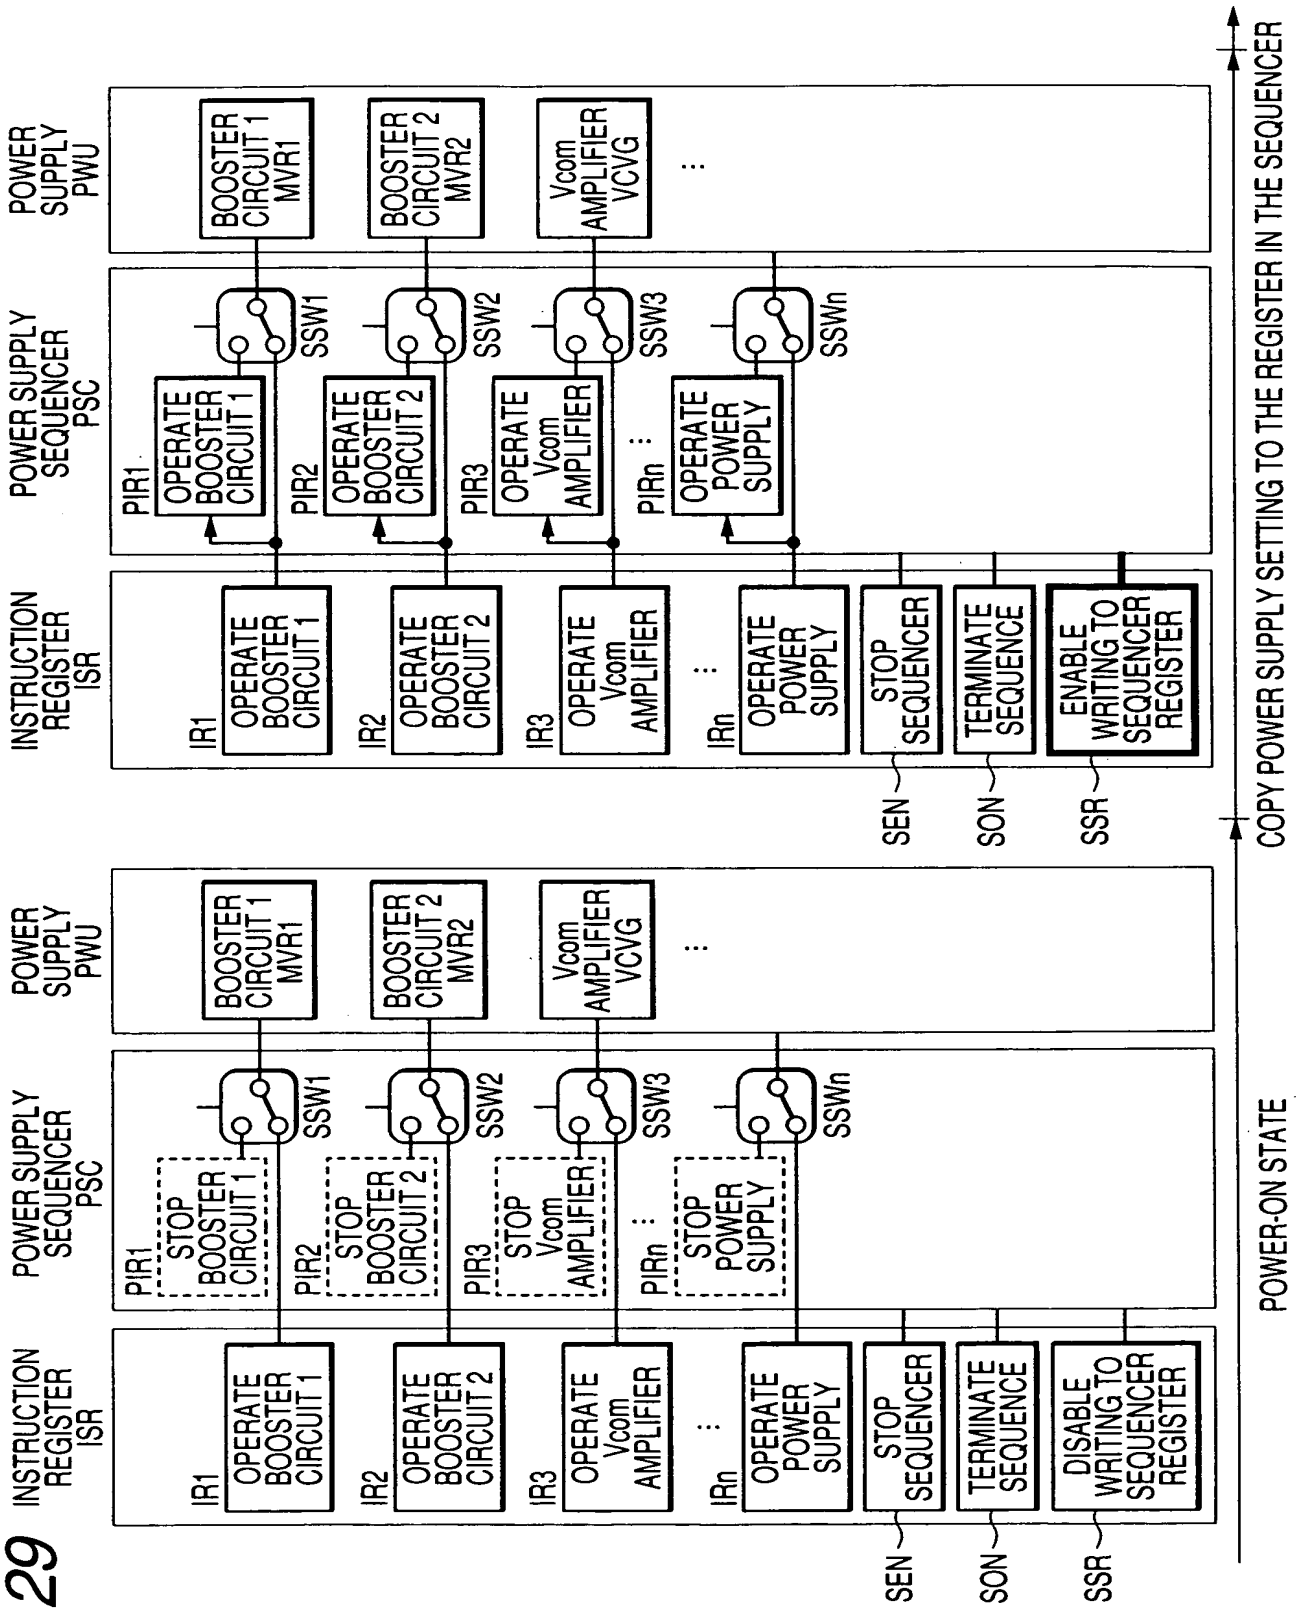 29
INSTRUCTION
REGISTER
ISR
POWER SUPPLY
SEQUENCER
PSC
POWER
SUPPLY
PWU
IR1
OPERATE
BOOSTER
CIRCUIT 1
PIR1
STOP
BOOSTER
CIRCUIT 1
SSW1
BOOSTER
CIRCUIT 1
MVR1
IR2
OPERATE
BOOSTER
CIRCUIT 2
PIR2
STOP
BOOSTER
CIRCUIT 2
SSW2
BOOSTER
CIRCUIT 2
MVR2
IR3
OPERATE
Vcom
AMPLIFIER
PIR3
STOP
Vcom
AMPLIFIER
SSW3
Vcom
AMPLIFIER
VCVG
...
...
...
IRn
OPERATE
POWER
SUPPLY
PIRn
STOP
POWER
SUPPLY
SSWn
SEN
STOP
SEQUENCER
SON
TERMINATE
SEQUENCE
SSR
DISABLE
WRITING TO
SEQUENCER
REGISTER
POWER-ON STATE
INSTRUCTION
REGISTER
ISR
POWER SUPPLY
SEQUENCER
PSC
POWER
SUPPLY
PWU
IR1
OPERATE
BOOSTER
CIRCUIT 1
PIR1
OPERATE
BOOSTER
CIRCUIT 1
SSW1
BOOSTER
CIRCUIT 1
MVR1
IR2
OPERATE
BOOSTER
CIRCUIT 2
PIR2
OPERATE
BOOSTER
CIRCUIT 2
SSW2
BOOSTER
CIRCUIT 2
MVR2
IR3
OPERATE
Vcom
AMPLIFIER
PIR3
OPERATE
Vcom
AMPLIFIER
SSW3
Vcom
AMPLIFIER
VCVG
...
...
...
IRn
OPERATE
POWER
SUPPLY
PIRn
OPERATE
POWER
SUPPLY
SSWn
SEN
STOP
SEQUENCER
SON
TERMINATE
SEQUENCE
SSR
ENABLE
WRITING TO
SEQUENCER
REGISTER
COPY POWER SUPPLY SETTING TO THE REGISTER IN THE SEQUENCER